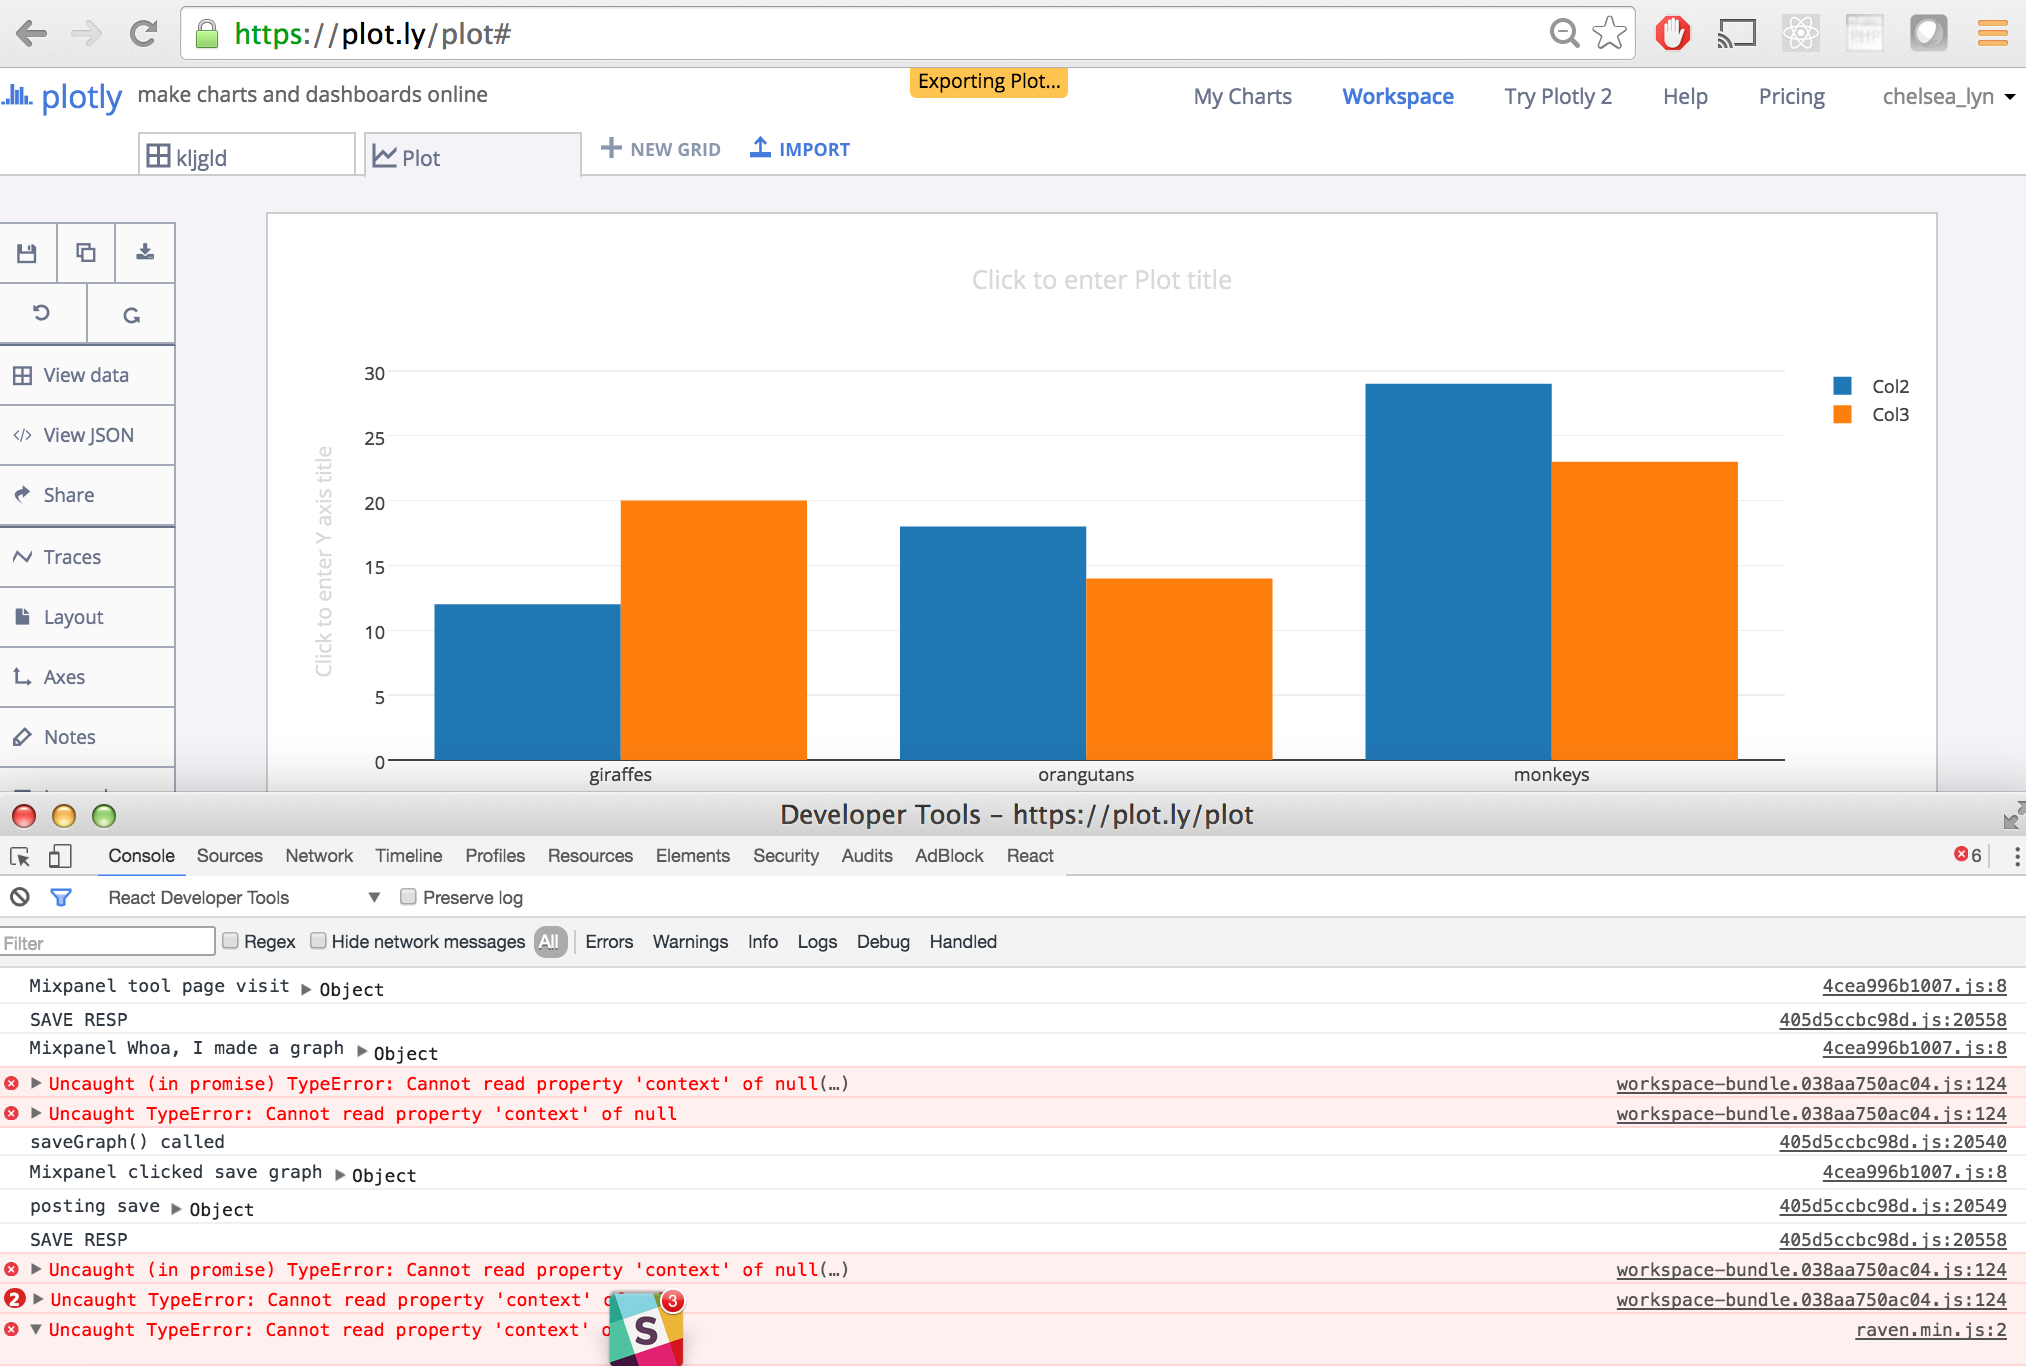 https://plot.ly/plot#
plotly make charts and dashboards online
Exporting Plot...
My Charts Workspace Try Plotly 2 Help Pricing chelsea_lyn
kljgld
Plot
NEW GRID
IMPORT
View data
View JSON
Share
Traces
Layout
Axes
Notes
Click to enter Plot title
Click to enter Y axis title
30
25
20
15
10
5
0
giraffes orangutans monkeys
Col2
Col3
Developer Tools - https://plot.ly/plot
Console Sources Network Timeline Profiles Resources Elements Security Audits AdBlock React
6
React Developer Tools
Preserve log
Filter Regex Hide network messages All Errors Warnings Info Logs Debug Handled
Mixpanel tool page visit Object 4cea996b1007.js:8
SAVE RESP 405d5ccbc98d.js:20558
Mixpanel Whoa, I made a graph Object 4cea996b1007.js:8
Uncaught (in promise) TypeError: Cannot read property 'context' of null(…) workspace-bundle.038aa750ac04.js:124
Uncaught TypeError: Cannot read property 'context' of null workspace-bundle.038aa750ac04.js:124
saveGraph() called 405d5ccbc98d.js:20540
Mixpanel clicked save graph Object 4cea996b1007.js:8
posting save Object 405d5ccbc98d.js:20549
SAVE RESP 405d5ccbc98d.js:20558
Uncaught (in promise) TypeError: Cannot read property 'context' of null(…) workspace-bundle.038aa750ac04.js:124
2 Uncaught TypeError: Cannot read property 'context' workspace-bundle.038aa750ac04.js:124
Uncaught TypeError: Cannot read property 'context' raven.min.js:2
S
3